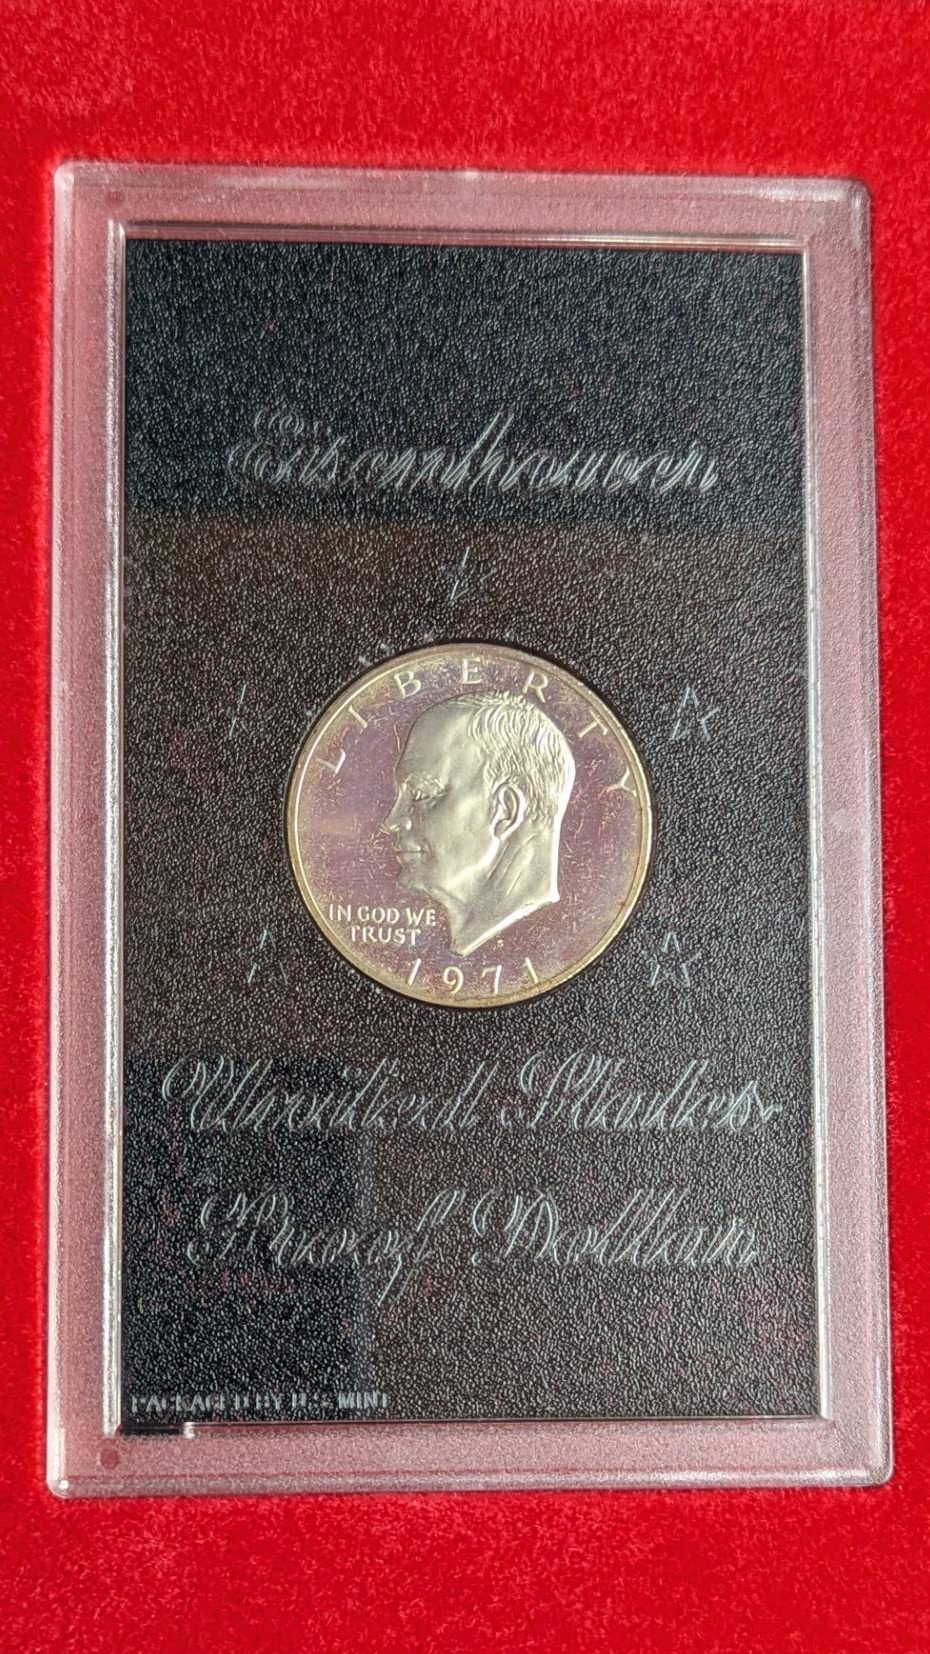 Eisenhower
LIBERTY
IN GOD WE
TRUST
S
1971
United States
Proof Dollar
PACKAGED BY U.S. MINT